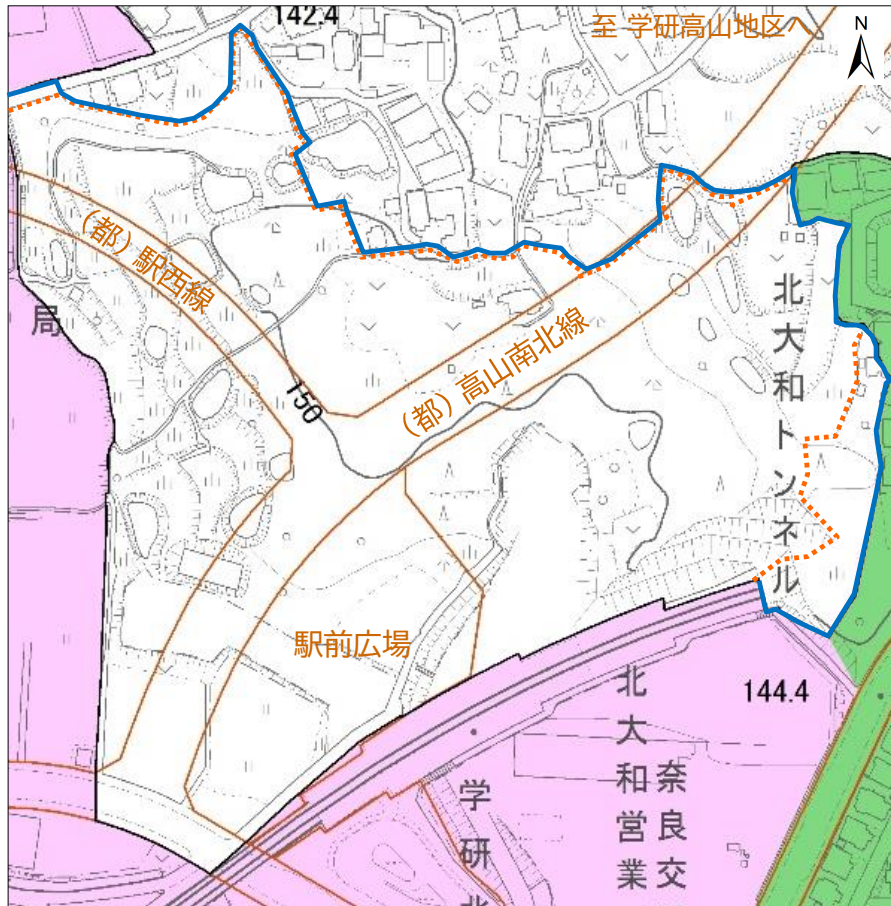 142.4
至 学研高山地区へ
N
(都) 駅西線
局
北大和トンネル
(都) 高山南北線
150
駅前広場
144.4
北大和営業
奈良交
学研北